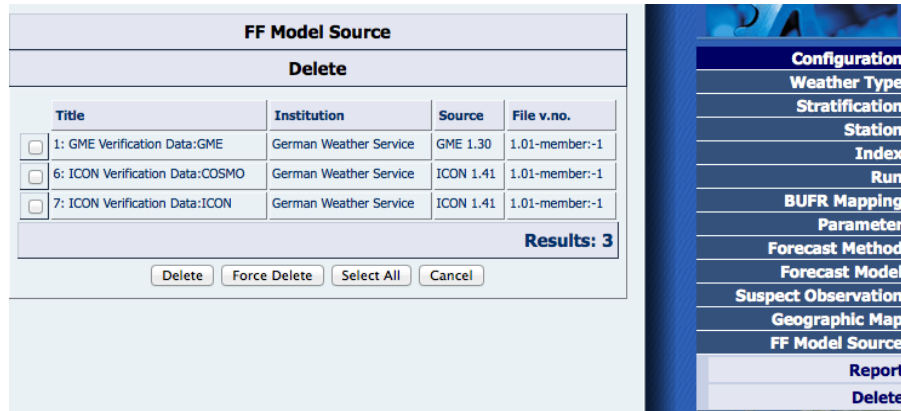 FF Model Source
Delete
Title Institution Source File v.no.
1: GME Verification Data:GME German Weather Service GME 1.30 1.01-member:-1
6: ICON Verification Data:COSMO German Weather Service ICON 1.41 1.01-member:-1
7: ICON Verification Data:ICON German Weather Service ICON 1.41 1.01-member:-1
Results: 3
Delete Force Delete Select All Cancel
Configuration
Weather Type
Stratification
Station
Index
Run
BUFR Mapping
Parameter
Forecast Method
Forecast Model
Suspect Observation
Geographic Map
FF Model Source
Report
Delete